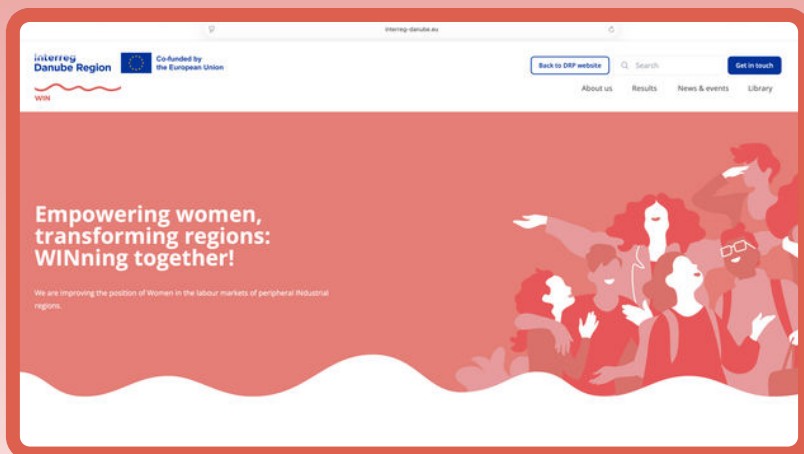 interreg-danube.eu
Interreg
Danube Region
Co-funded by
the European Union
WIN
Back to DRP website
Search
Get in touch
About us Results News & events Library
Empowering women,
transforming regions:
WINning together!
We are improving the position of Women in the labour markets of peripheral INdustrial
regions.